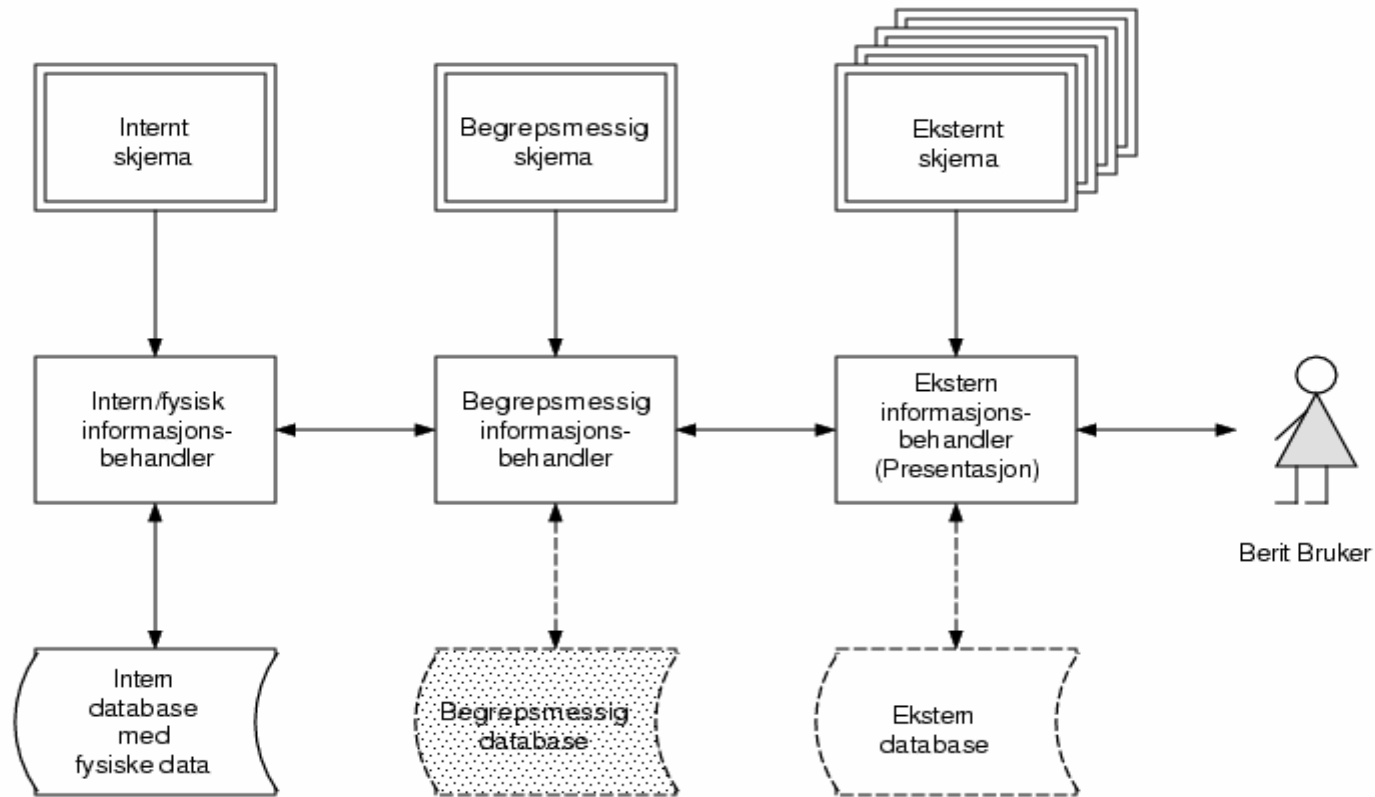 Internt
skjema
Begrepsmessig
skjema
Eksternt
skjema
Intern/fysisk
informasjons-
behandler
Begrepsmessig
informasjons-
behandler
Ekstern
informasjons-
behandler
(Presentasjon)
Berit Bruker
Intern
database
med
fysiske data
Begrepsmessig
database
Ekstern
database